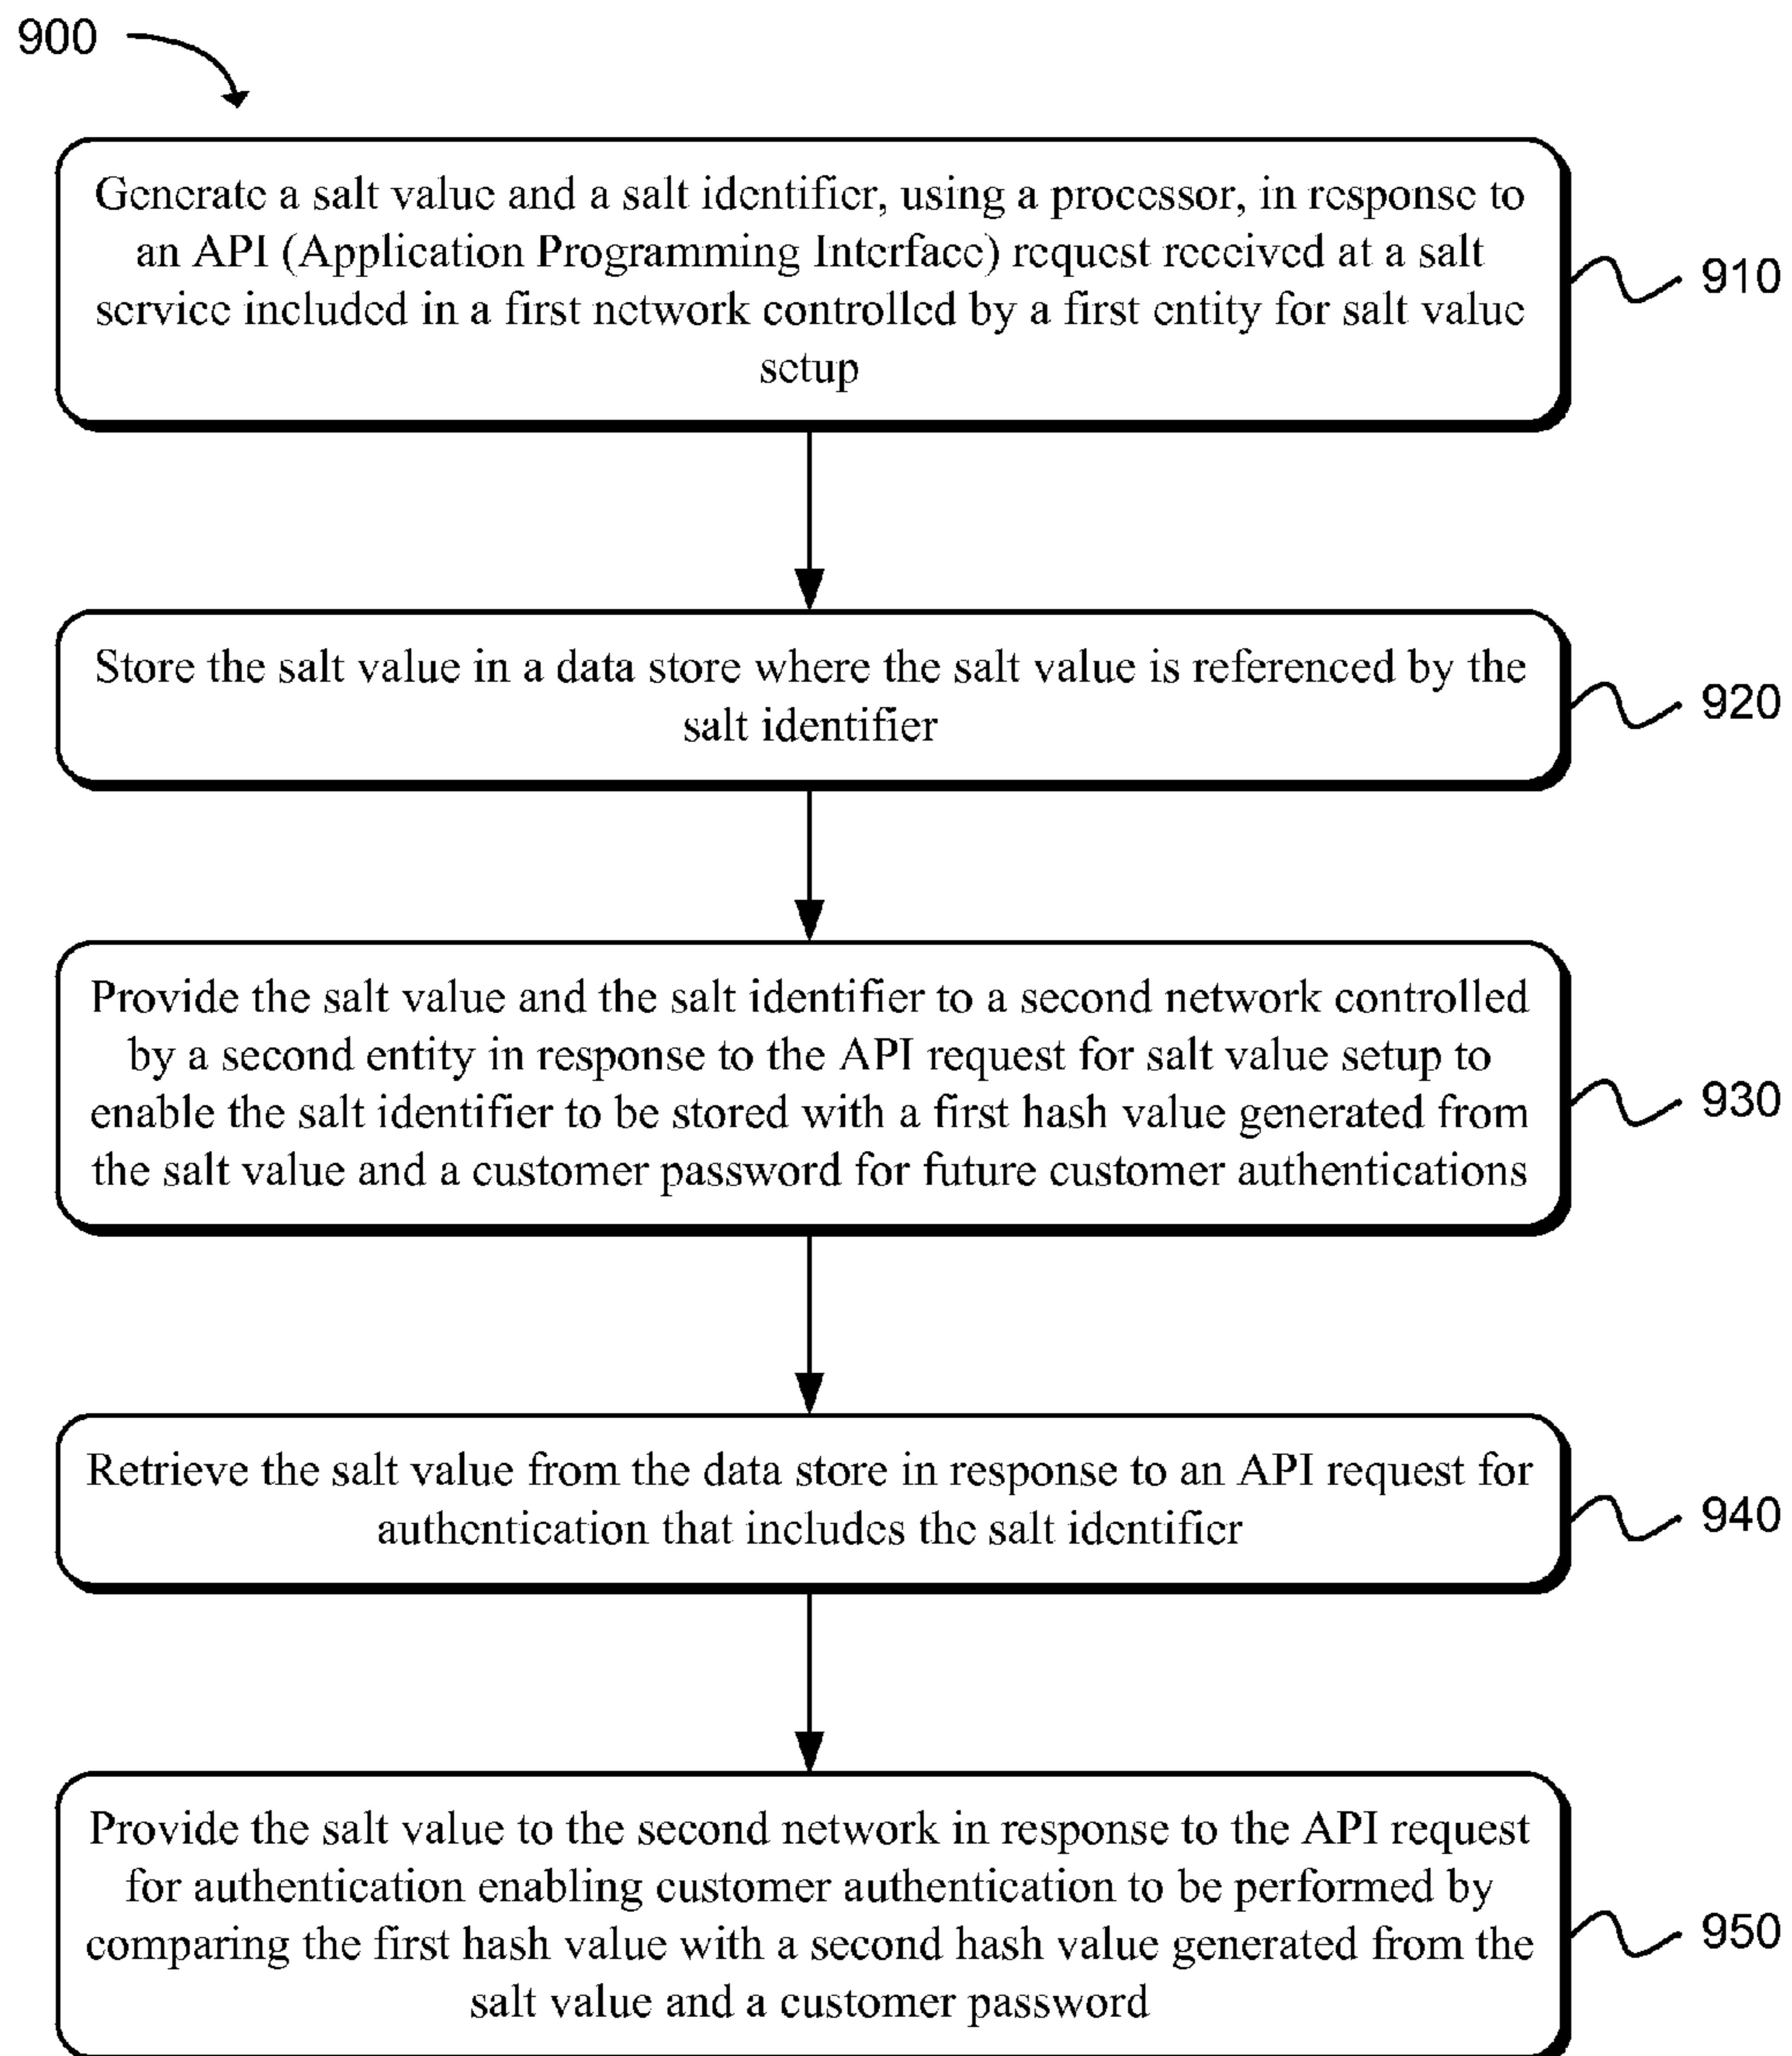 900
Generate a salt value and a salt identifier, using a processor, in response to
an API (Application Programming Interface) request received at a salt
service included in a first network controlled by a first entity for salt value
setup
910
Store the salt value in a data store where the salt value is referenced by the
salt identifier
920
Provide the salt value and the salt identifier to a second network controlled
by a second entity in response to the API request for salt value setup to
enable the salt identifier to be stored with a first hash value generated from
the salt value and a customer password for future customer authentications
930
Retrieve the salt value from the data store in response to an API request for
authentication that includes the salt identifier
940
Provide the salt value to the second network in response to the API request
for authentication enabling customer authentication to be performed by
comparing the first hash value with a second hash value generated from the
salt value and a customer password
950